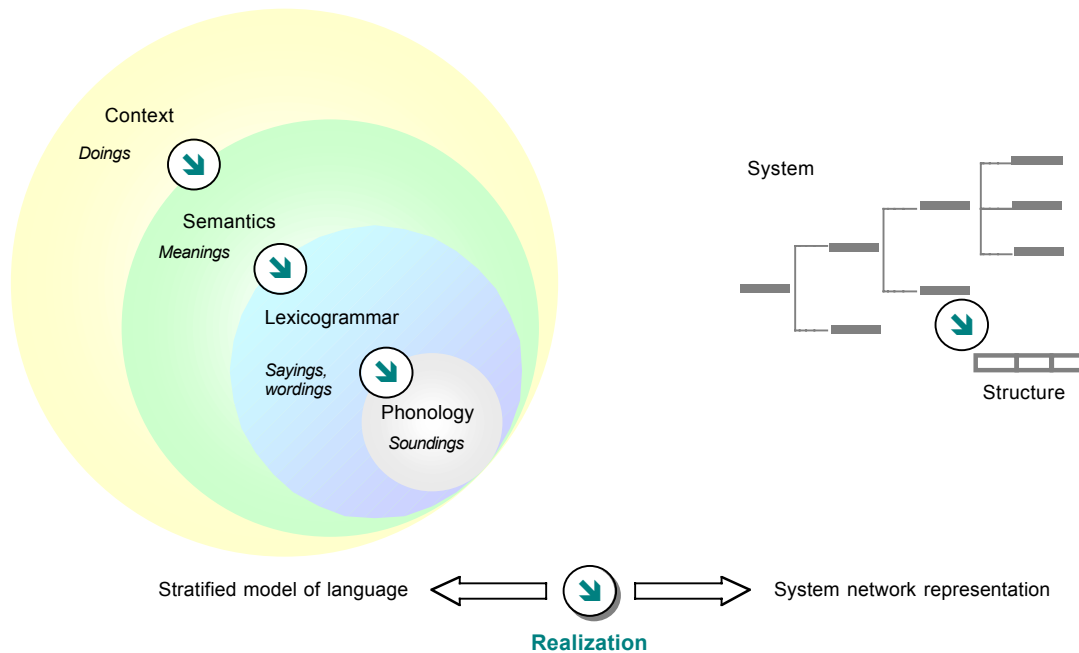 Context
Doings
Semantics
Meanings
Lexicogrammar
Sayings,
wordings
Phonology
Soundings
System
Structure
Stratified model of language
System network representation
Realization